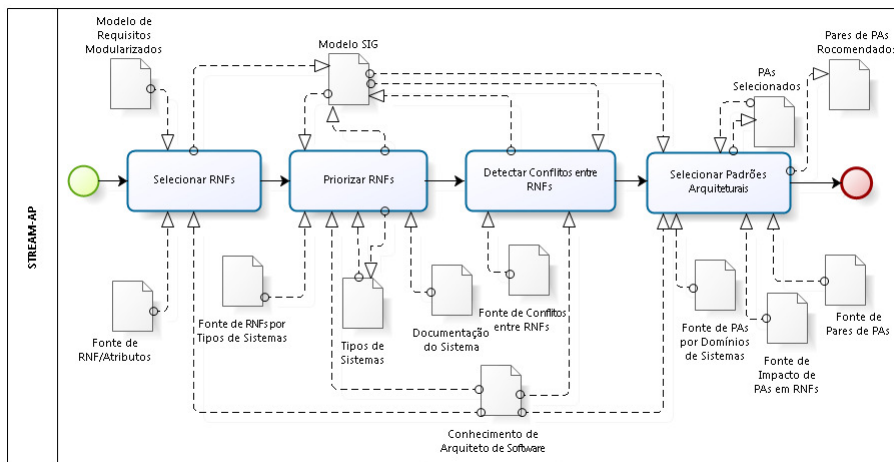 STREAM-AP
Modelo de
Requisitos
Modularizados
Modelo SIG
Pares de PAs
Rocomendados
PAs
Selecionados
Selecionar RNFs
Priorizar RNFs
Detectar Conflitos entre
RNFs
Selecionar Padrões
Arquiteturais
Fonte de
RNF/Atributos
Fonte de RNFs por
Tipos de Sistemas
Tipos de
Sistemas
Documentação
do Sistema
Fonte de Conflitos
entre RNFs
Fonte de PAs
por Domínios
de Sistemas
Fonte de
Impacto de
PAs em RNFs
Fonte de
Pares de PAs
Conhecimento de
Arquiteto de Software